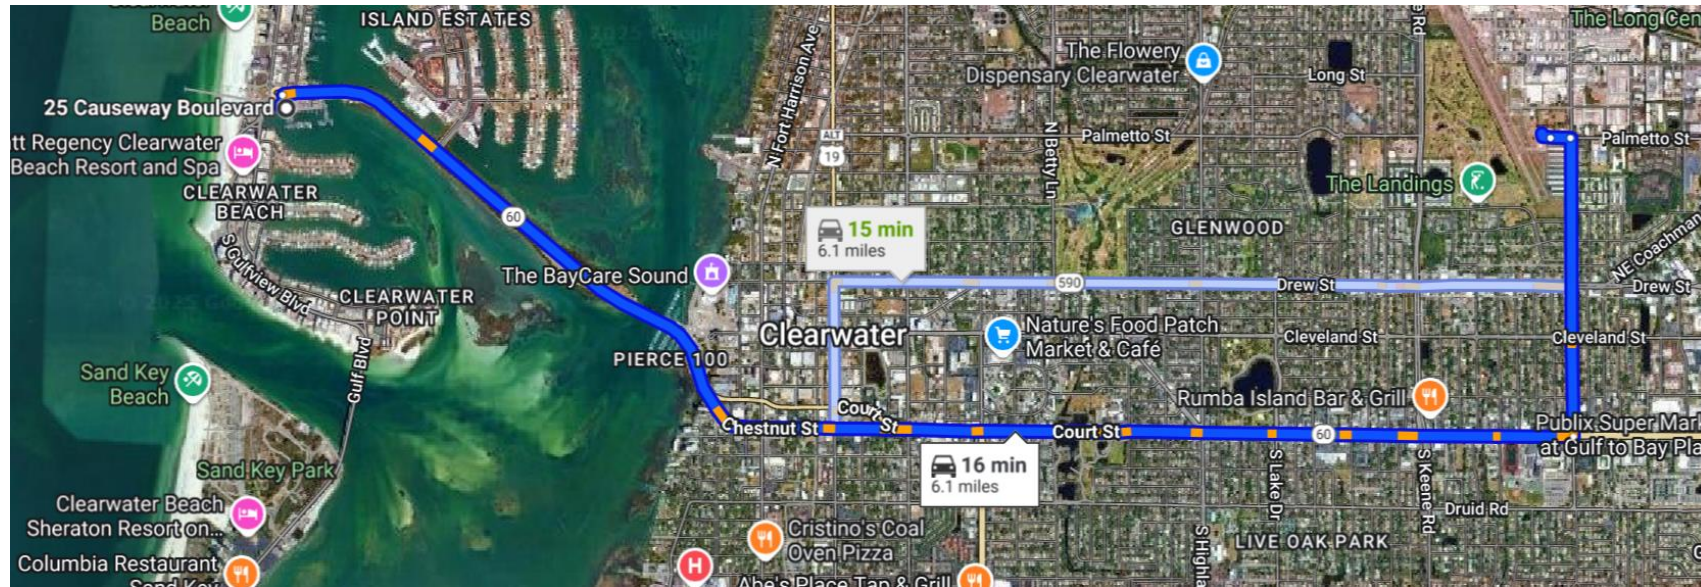 Clearwater
Beach
ISLAND ESTATES
The Long Cen
e Rd
The Flowery
Dispensary Clearwater
Long St
N Fort Harrison Ave
25 Causeway Boulevard
ALT
19
N Betty Ln
Palmetto St
Palmetto St
tt Regency Clearwater
Beach Resort and Spa
CLEARWATER
BEACH
The Landings
60
15 min
6.1 miles
GLENWOOD
S Gulfview Blvd
NE Coachman
The BayCare Sound
590
Drew St
Drew St
CLEARWATER
POINT
Clearwater
Nature's Food Patch
Market & Café
Cleveland St
Cleveland St
PIERCE 100
Gulf Blvd
Sand Key
Beach
Rumba Island Bar & Grill
Court St
Chestnut St
Court St
60
Publix Super Mar
at Gulf to Bay Pla
16 min
6.1 miles
Sand Key Park
S Lake Dr
S Keene Rd
Clearwater Beach
Sheraton Resort on...
Druid Rd
Cristino's Coal
Oven Pizza
S Highla
LIVE OAK PARK
Columbia Restaurant
Sand Key
H
Abe's Place Tap & Grill